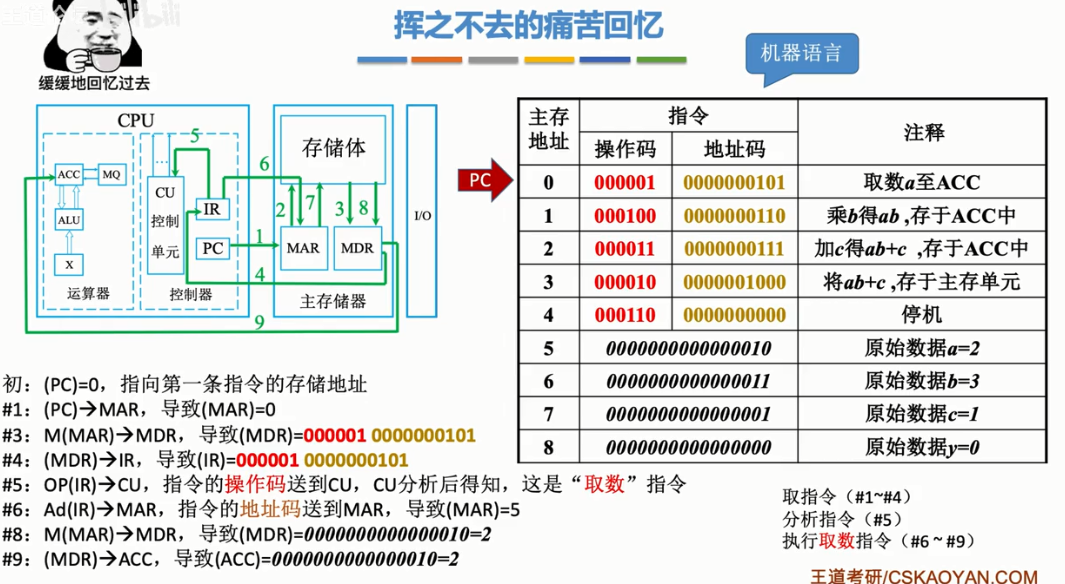 挥之不去的痛苦回忆
缓缓地回忆过去
机器语言
CPU
5
ACC
MQ
ALU
X
运算器
...
CU
控制
单元
IR
PC
控制器
6
1
4
9
存储体
2
7
3
8
MAR
MDR
主存储器
I/O
PC
主存地址 指令 注释
操作码 地址码
0 000001 0000000101 取数a至ACC
1 000100 0000000110 乘b得ab ,存于ACC中
2 000011 0000000111 加c得ab+c ,存于ACC中
3 000010 0000001000 将ab+c ,存于主存单元
4 000110 0000000000 停机
5 0000000000000010 原始数据a=2
6 0000000000000011 原始数据b=3
7 0000000000000001 原始数据c=1
8 0000000000000000 原始数据y=0
初：(PC)=0，指向第一条指令的存储地址
#1：(PC)→MAR，导致(MAR)=0
#3：M(MAR)→MDR，导致(MDR)=000001 0000000101
#4：(MDR)→IR，导致(IR)=000001 0000000101
#5：OP(IR)→CU，指令的操作码送到CU，CU分析后得知，这是“取数”指令
#6：Ad(IR)→MAR，指令的地址码送到MAR，导致(MAR)=5
#8：M(MAR)→MDR，导致(MDR)=0000000000000010=2
#9：(MDR)→ACC，导致(ACC)=0000000000000010=2
取指令（#1~#4）
分析指令（#5）
执行取数指令（#6 ~ #9）
王道考研/CSKAOYAN.COM